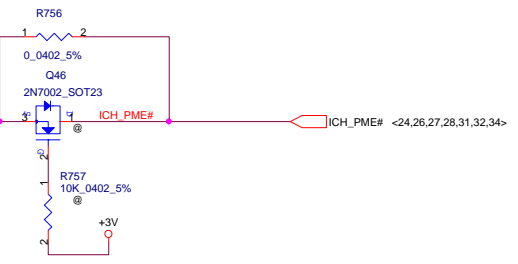 R756
1 2
0_0402_5%
Q46
2N7002_SOT23
3 S D 1 ICH_PME#
@
ICH_PME# <24,26,27,28,31,32,34>
G
2
1
R757
10K_0402_5%
@
2
+3V